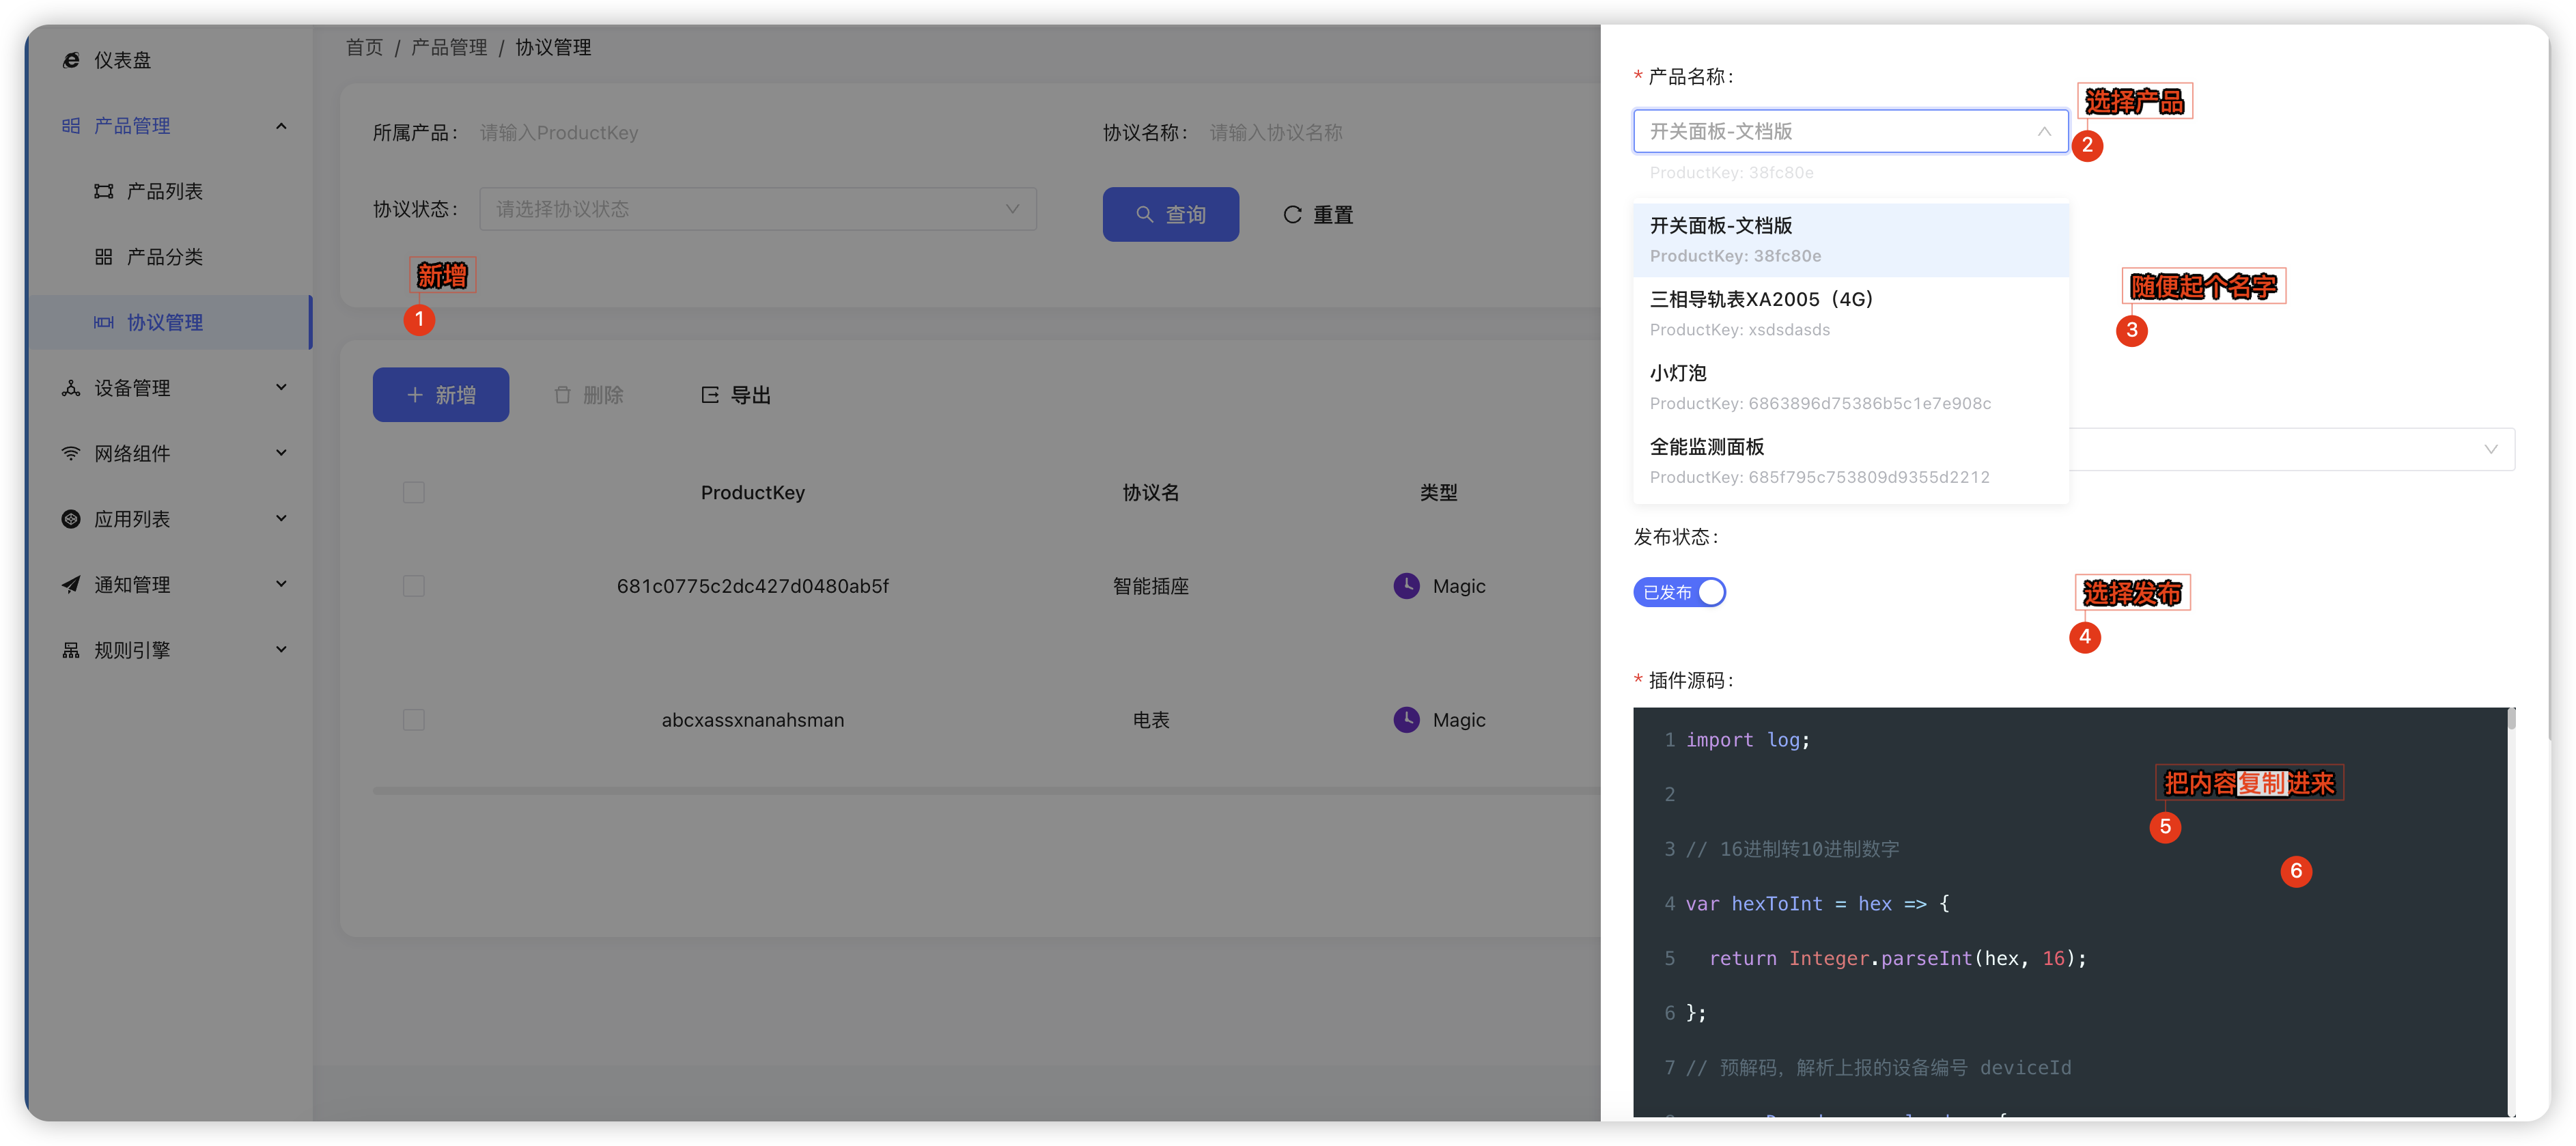 仪表盘
产品管理
产品列表
产品分类
协议管理
设备管理
网络组件
应用列表
通知管理
规则引擎
首页 / 产品管理 / 协议管理
所属产品: 请输入ProductKey
协议名称: 请输入协议名称
协议状态: 请选择协议状态
查询
重置
新增
1
+ 新增
删除
导出
ProductKey 协议名 类型
681c0775c2dc427d0480ab5f 智能插座 Magic
abcxassxnanahsman 电表 Magic
* 产品名称:
选择产品
2
开关面板-文档版
ProductKey: 38fc80e
开关面板-文档版
ProductKey: 38fc80e
三相导轨表XA2005（4G）
ProductKey: xsdsdasds
小灯泡
ProductKey: 6863896d75386b5c1e7e908c
全能监测面板
ProductKey: 685f795c753809d9355d2212
随便起个名字
3
发布状态:
已发布
选择发布
4
* 插件源码:
1 import log;
2
3 // 16进制转10进制数字
4 var hexToInt = hex => {
5 return Integer.parseInt(hex, 16);
6 };
7 // 预解码，解析上报的设备编号 deviceId
把内容复制进来
5
6